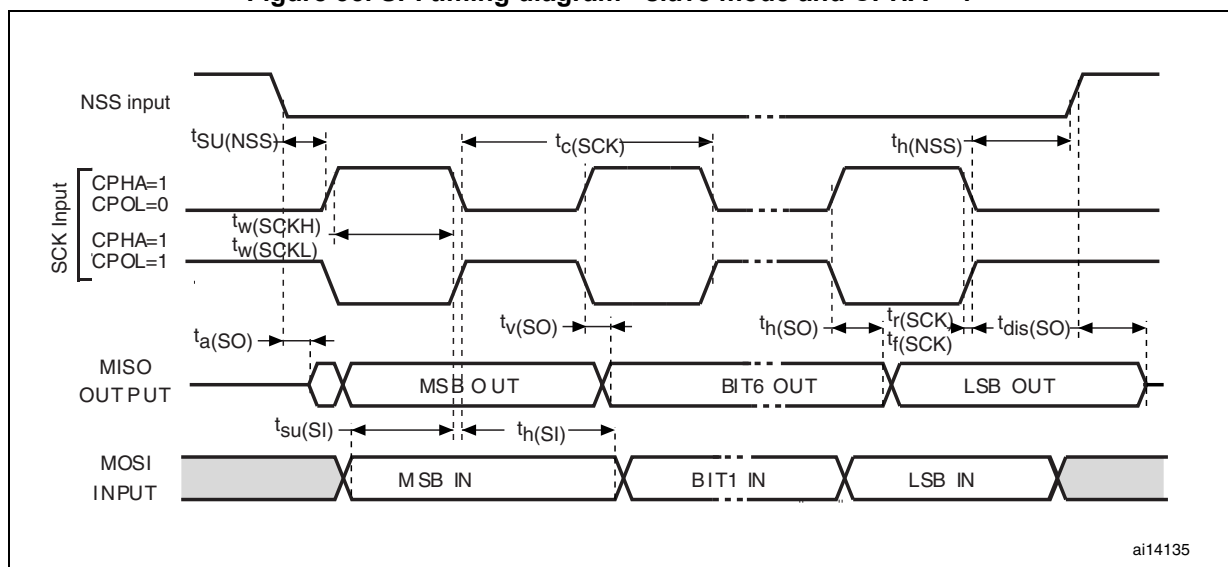 NSS input
tSU(NSS)
tc(SCK)
th(NSS)
SCK Input
CPHA=1
CPOL=0
CPHA=1
CPOL=1
tw(SCKH)
tw(SCKL)
ta(SO)
tv(SO)
th(SO)
tr(SCK)
tf(SCK)
tdis(SO)
MISO
OUTPUT
MSB OUT
BIT6 OUT
LSB OUT
tsu(SI)
th(SI)
MOSI
INPUT
MSB IN
BIT1 IN
LSB IN
ai14135